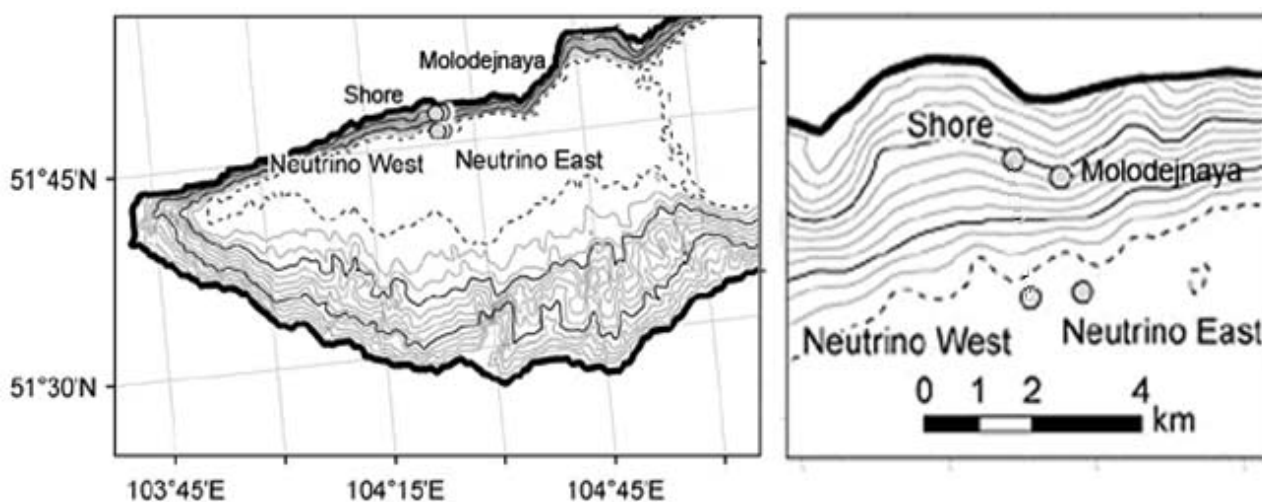 Molodejnaya
Shore
Neutrino West
Neutrino East
51°45'N
51°30'N
103°45'E
104°15'E
104°45'E
Shore
Molodejnaya
Neutrino West
Neutrino East
0 1 2 4
km